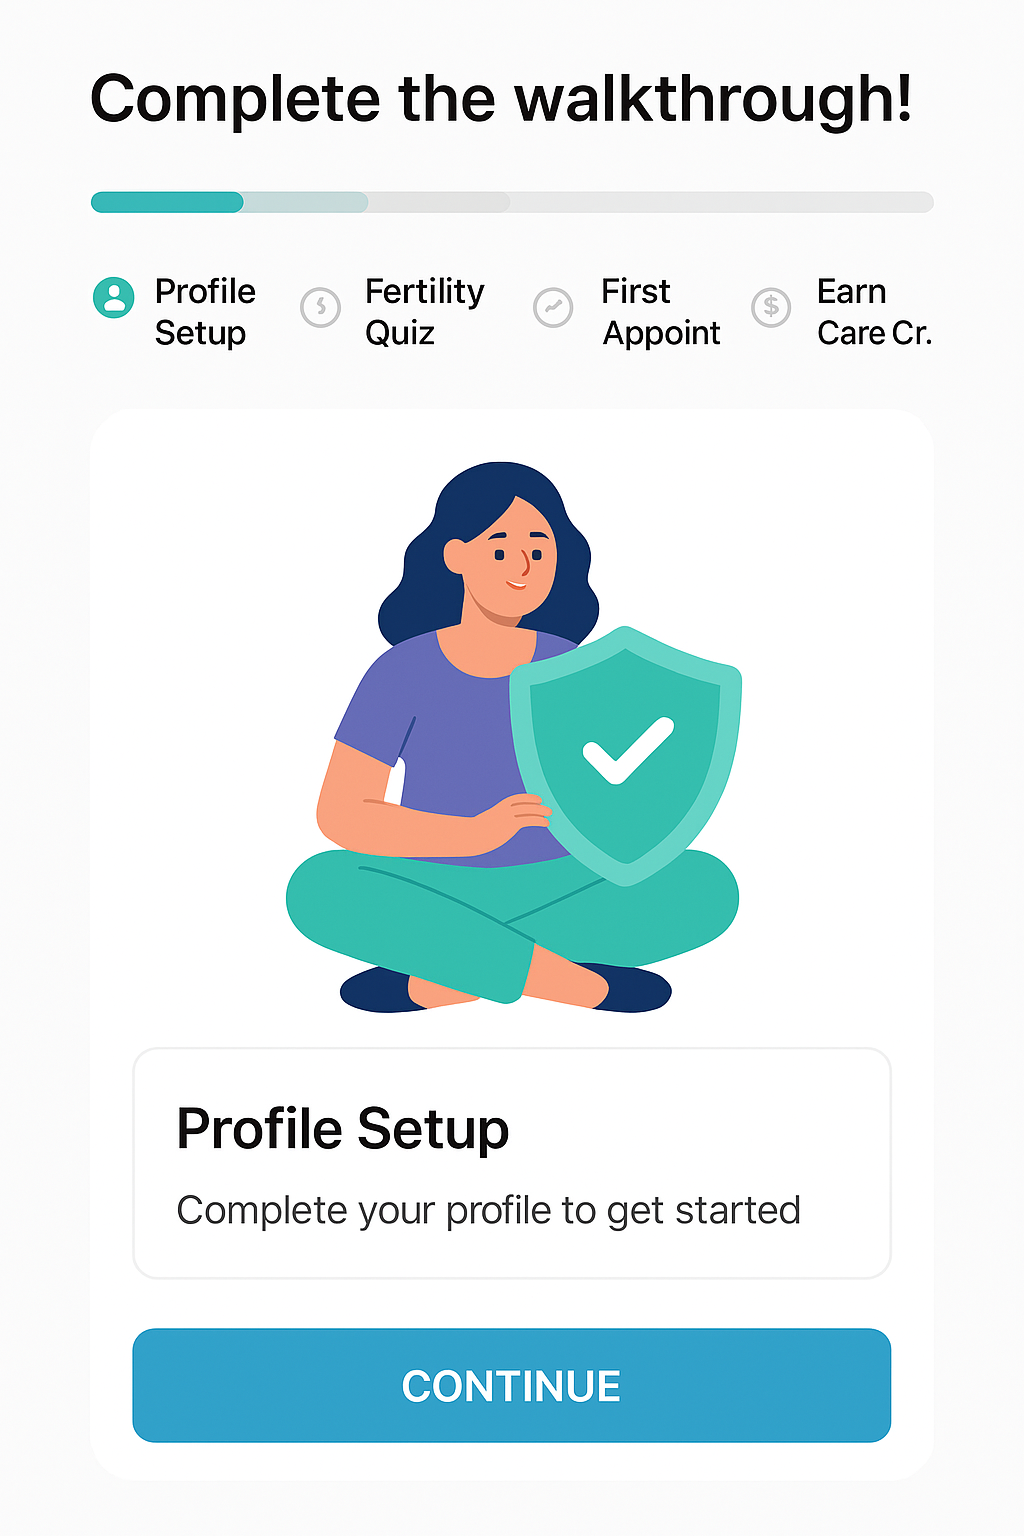 Complete the walkthrough!
Profile
Setup
Fertility
Quiz
First
Appoint
Earn
Care Cr.
Profile Setup
Complete your profile to get started
CONTINUE